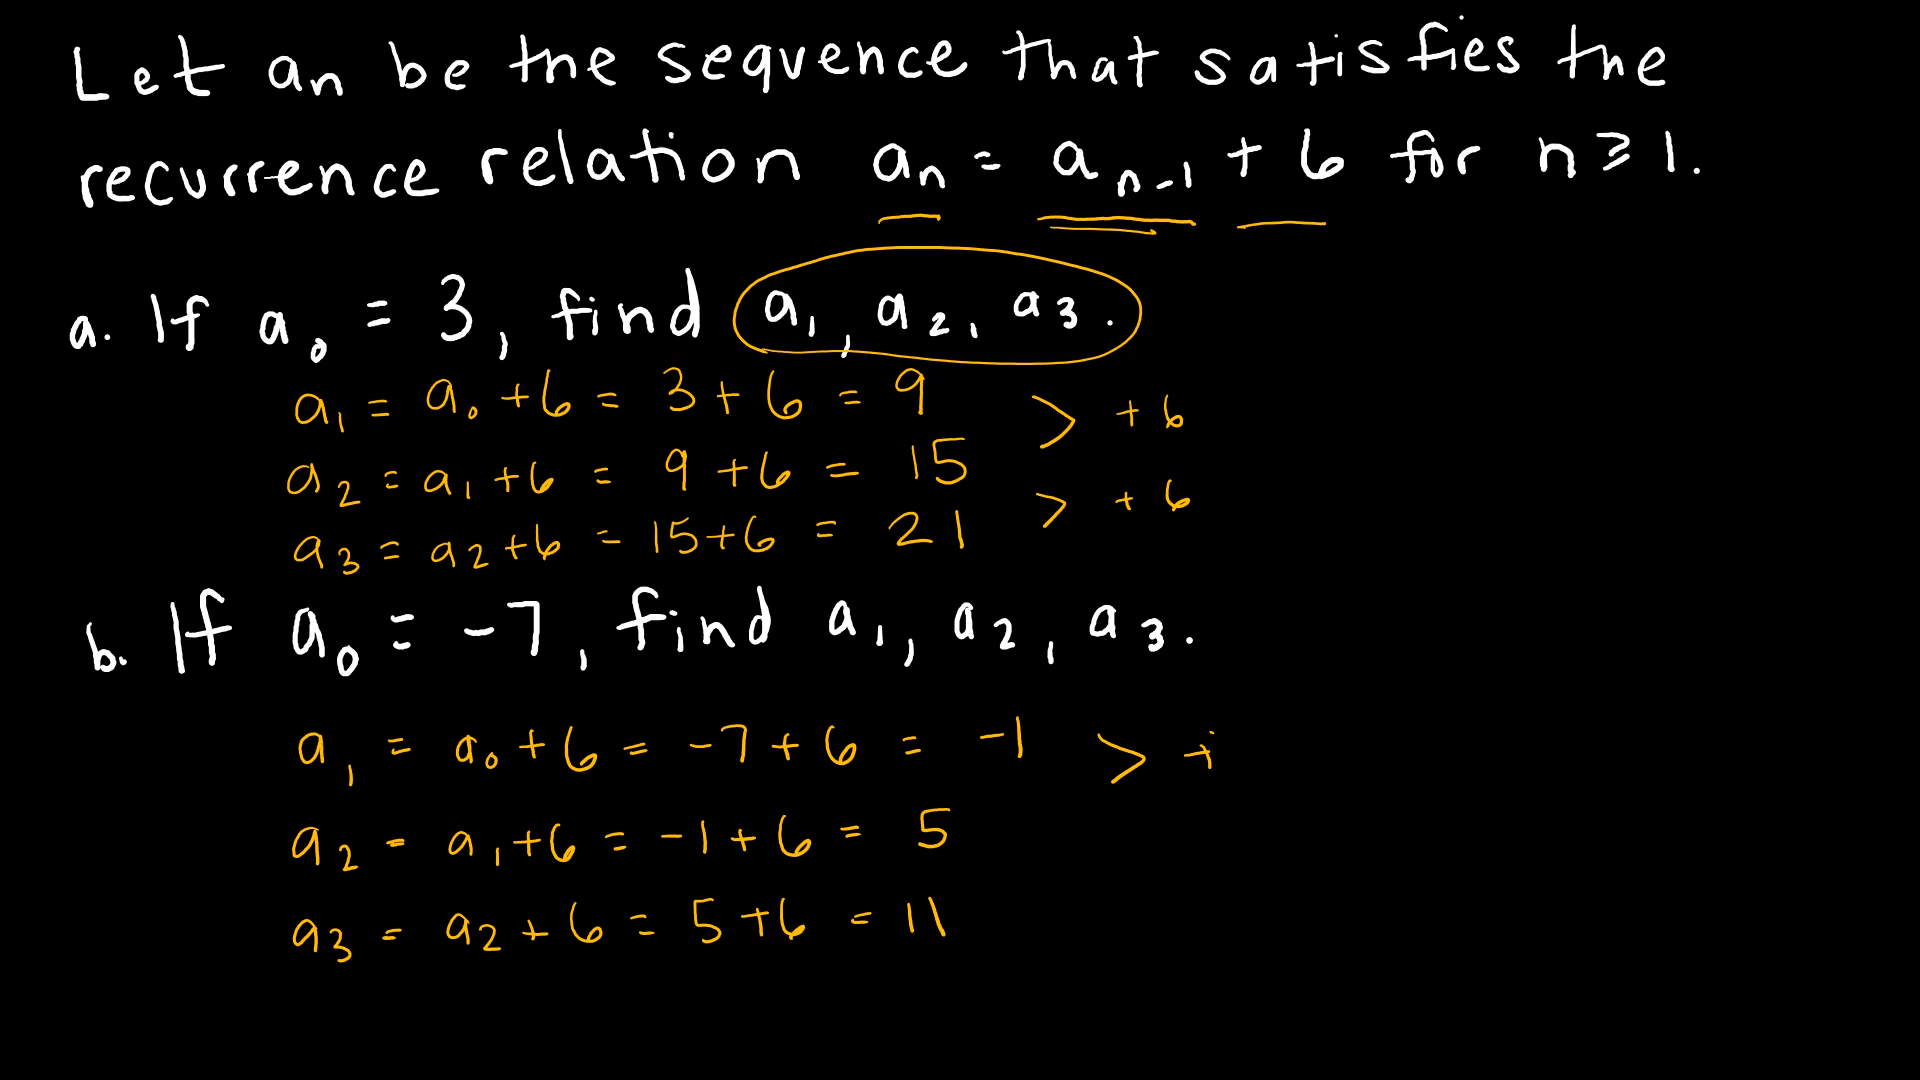 Let an be the sequence that satisfies the
recurrence relation aₙ = aₙ₋₁ + 6 for n ≥ 1.
a. If a₀ = 3, find a₁, a₂, a₃.
a₁ = a₀ + 6 = 3 + 6 = 9 > + 6
a₂ = a₁ + 6 = 9 + 6 = 15
a₃ = a₂ + 6 = 15 + 6 = 21 > + 6
b. If a₀ = -7, find a₁, a₂, a₃.
a₁ = a₀ + 6 = -7 + 6 = -1 > +
a₂ = a₁ + 6 = -1 + 6 = 5
a₃ = a₂ + 6 = 5 + 6 = 11